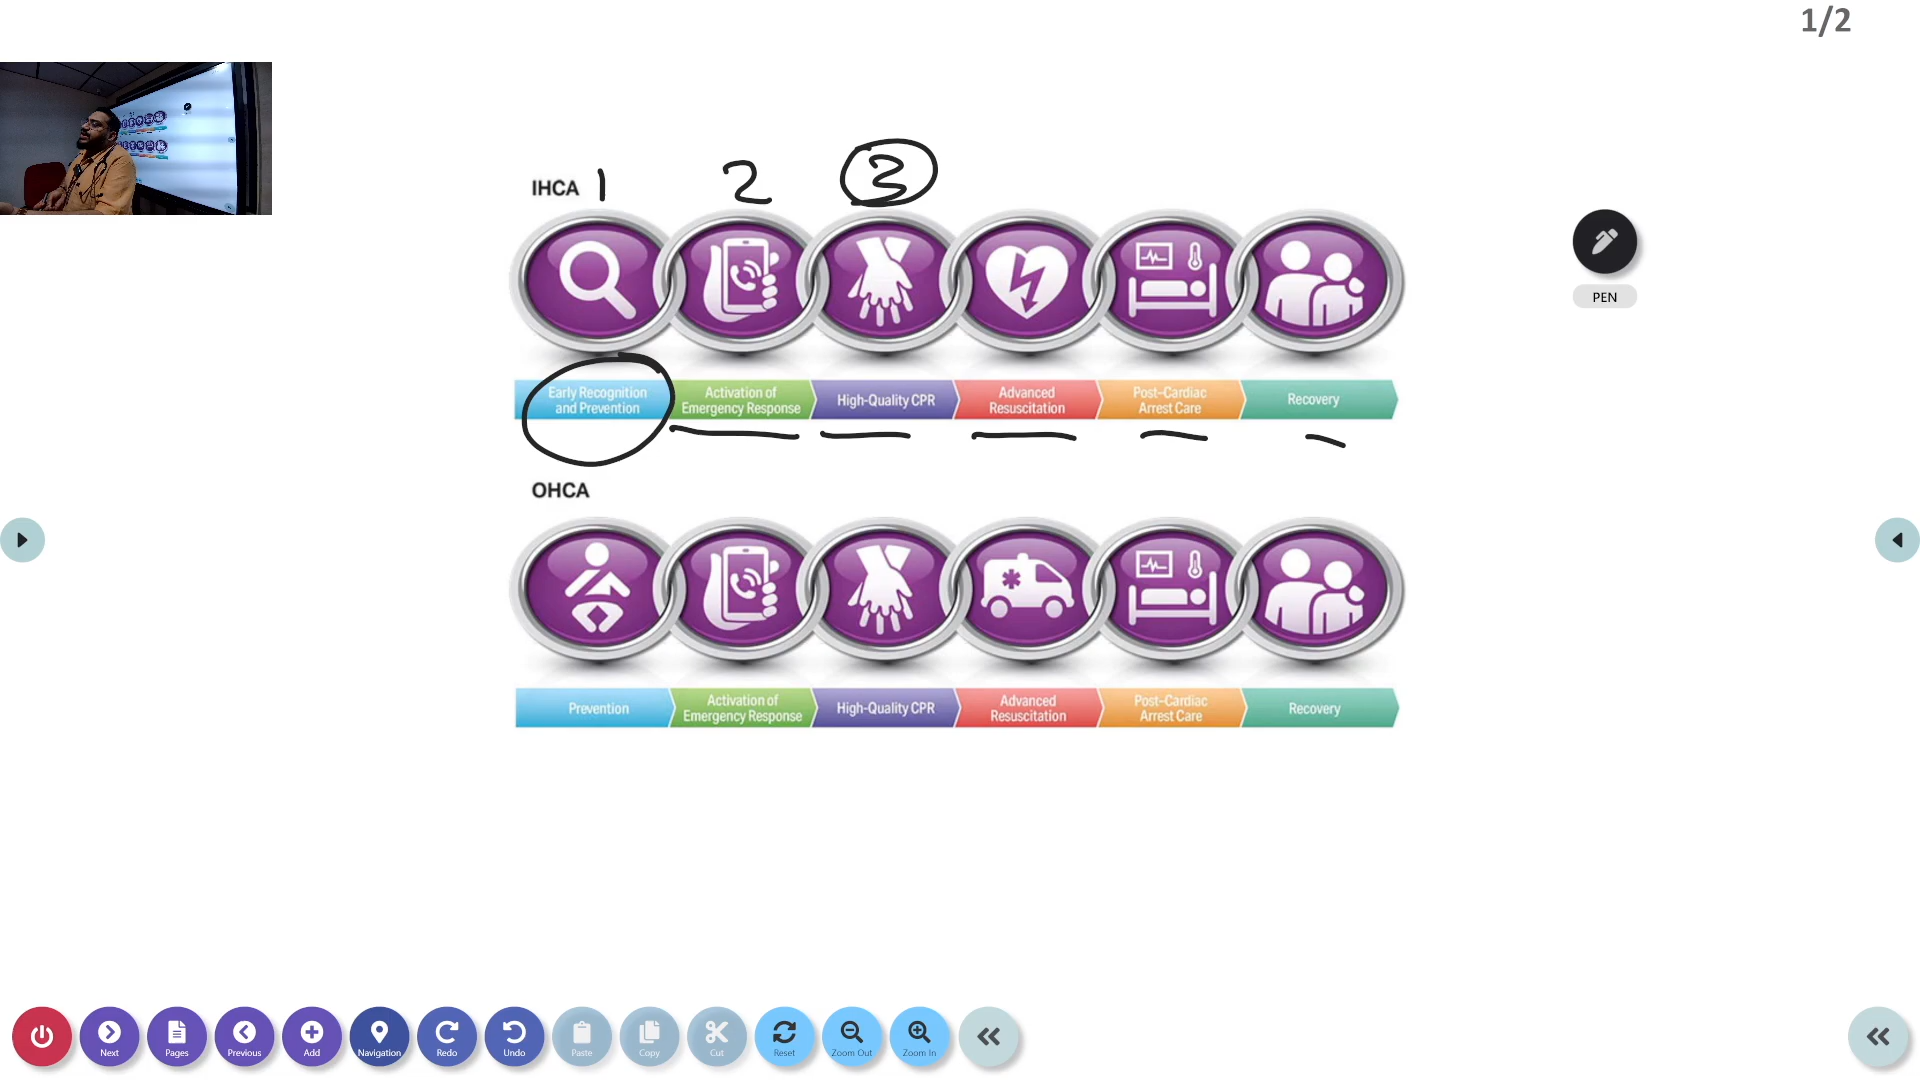 1/2
IHCA 1 2 3
Early Recognition and Prevention
Activation of Emergency Response
High-Quality CPR
Advanced Resuscitation
Post-Cardiac Arrest Care
Recovery
PEN
OHCA
Prevention
Activation of Emergency Response
High-Quality CPR
Advanced Resuscitation
Post-Cardiac Arrest Care
Recovery
Next
Pages
Previous
Add
Navigation
Redo
Undo
Paste
Copy
Cut
Reset
Zoom Out
Zoom In